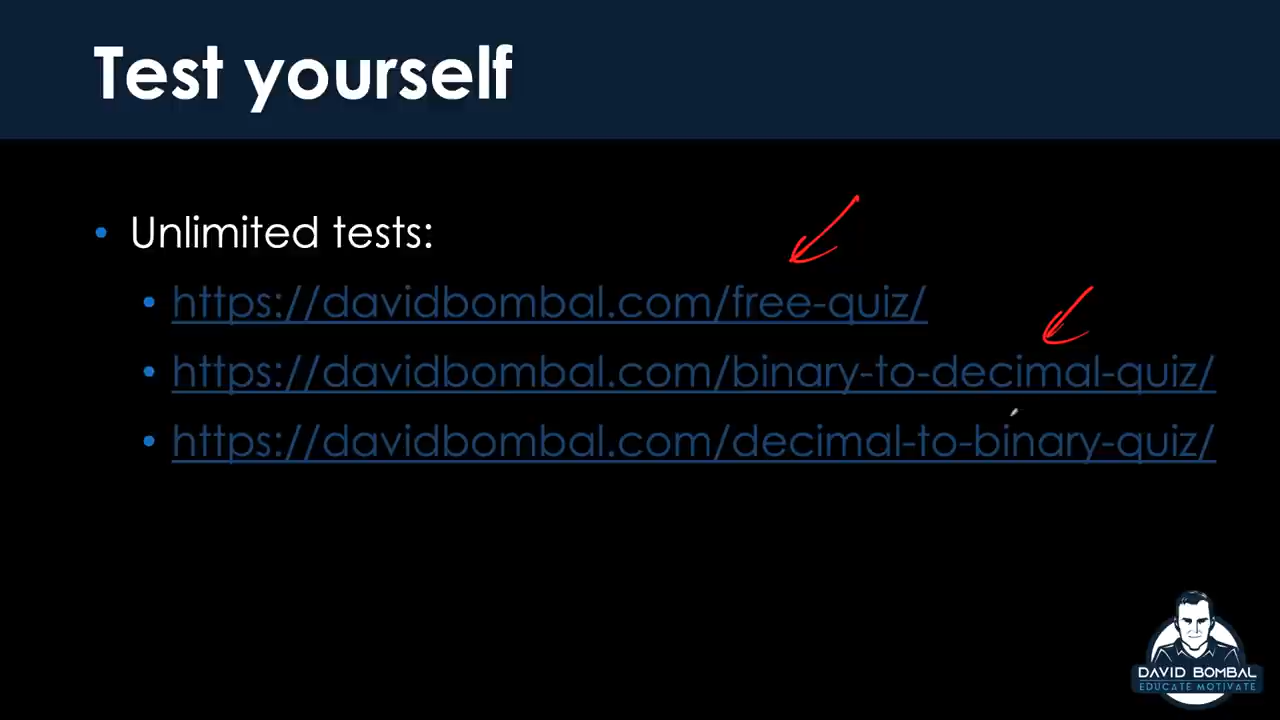 Test yourself
• Unlimited tests:
• https://davidbombal.com/free-quiz/
• https://davidbombal.com/binary-to-decimal-quiz/
• https://davidbombal.com/decimal-to-binary-quiz/
DAVID BOMBAL
EDUCATE MOTIVATE